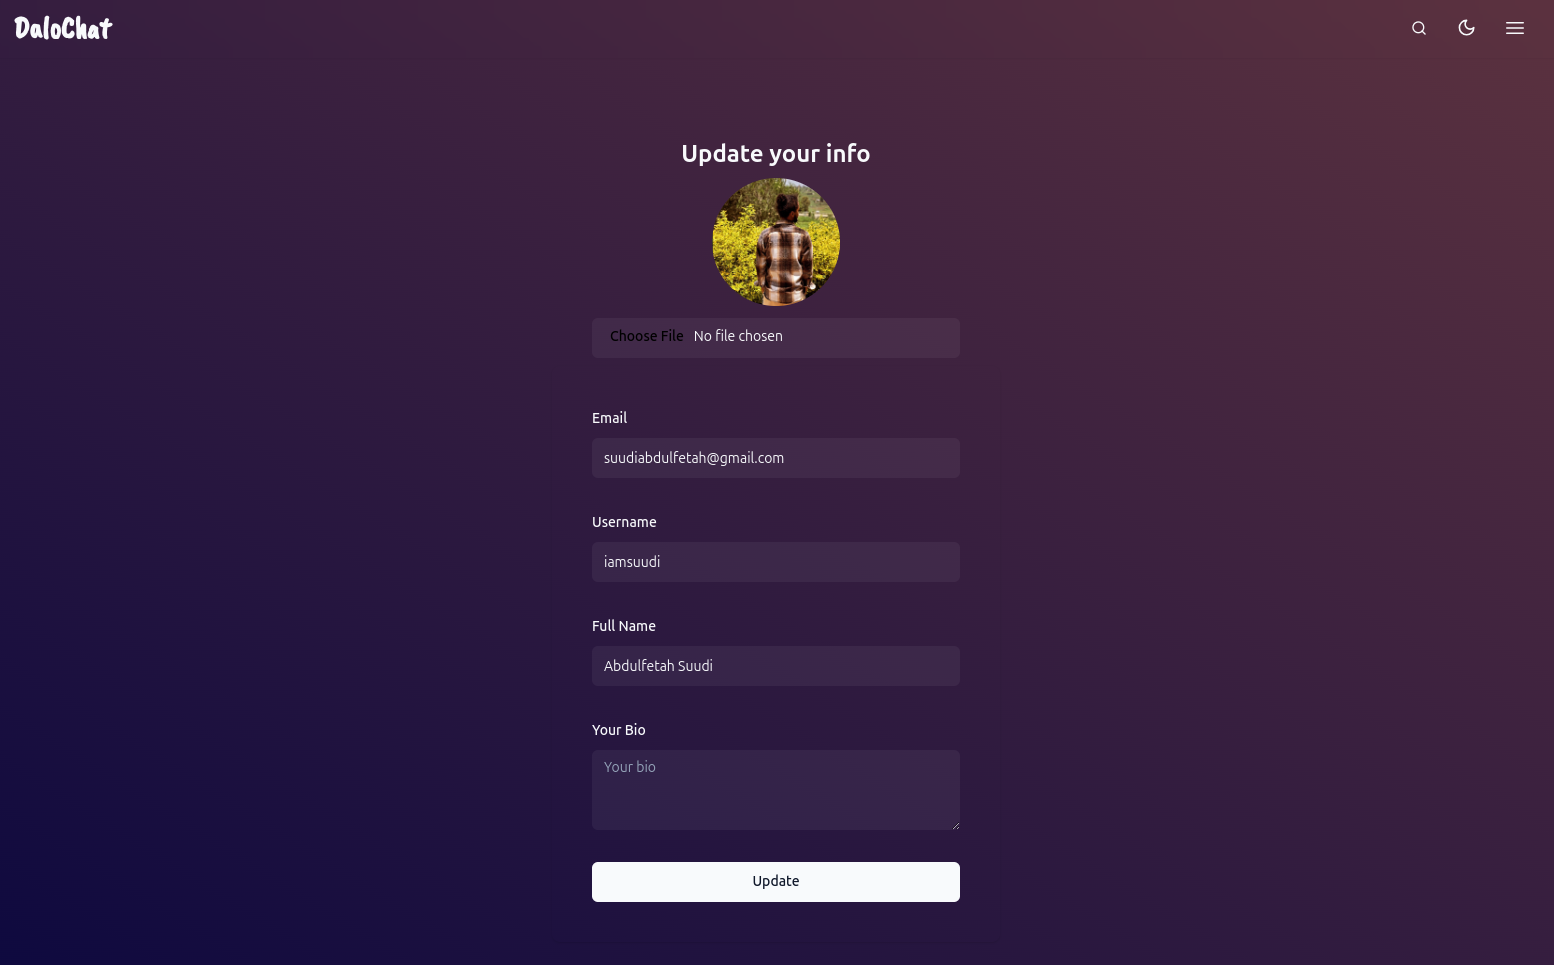 DaloChat
Update your info
Choose File No file chosen
Email
suudiabdulfetah@gmail.com
Username
iamsuudi
Full Name
Abdulfetah Suudi
Your Bio
Your bio
Update